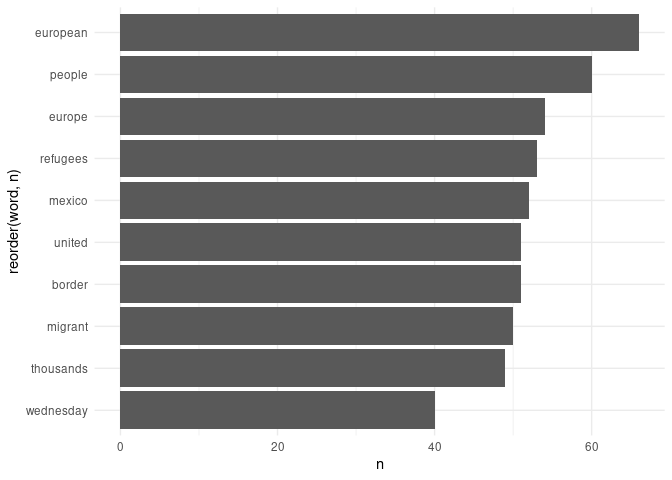 european
people
europe
refugees
mexico
united
border
migrant
thousands
wednesday
reorder(word, n)
0 20 40 60
n